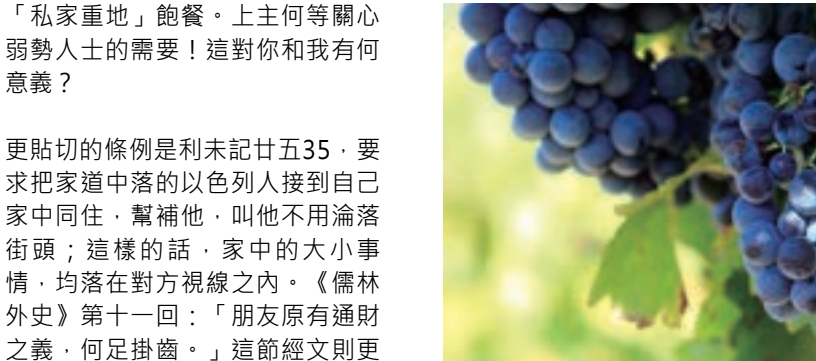 「私家重地」飽餐。上主何等關心
弱勢人士的需要！這對你和我有何
意義？
更貼切的條例是利未記廿五35，要
求把家道中落的以色列人接到自己
家中同住，幫補他，叫他不用淪落
街頭；這樣的話，家中的大小事
情，均落在對方視線之內。《儒林
外史》第十一回：「朋友原有通財
之義，何足掛齒。」這節經文則更